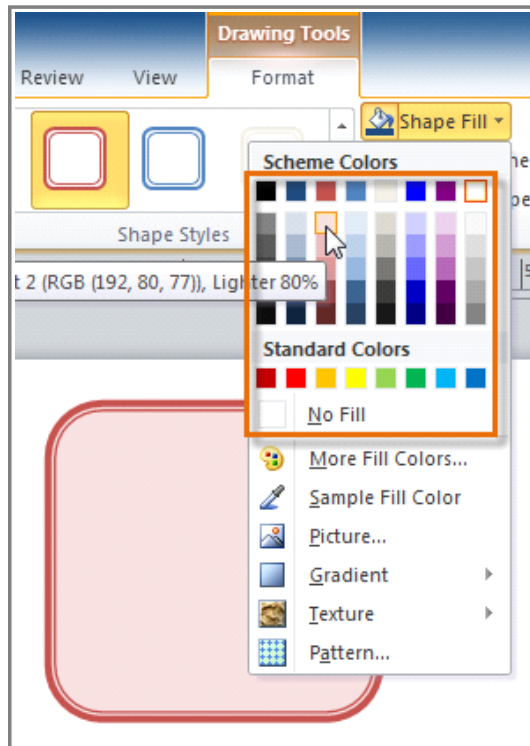 Drawing Tools
Review View Format
Shape Fill
Scheme Colors
Shape Styles
t 2 (RGB (192, 80, 77)), Lighter 80%
Standard Colors
No Fill
More Fill Colors...
Sample Fill Color
Picture...
Gradient
Texture
Pattern...